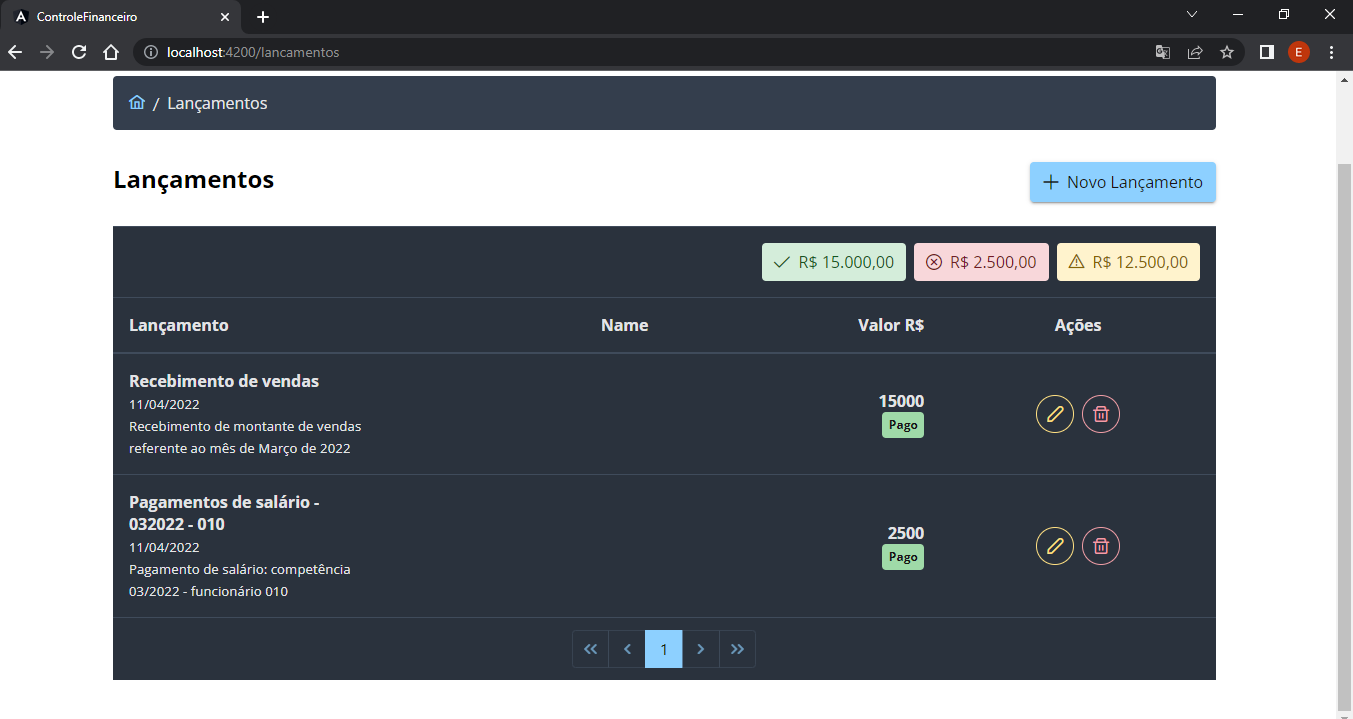 ControleFinanceiro
localhost:4200/lancamentos
E
/ Lançamentos
Lançamentos
Novo Lançamento
R$ 15.000,00
R$ 2.500,00
R$ 12.500,00
Lançamento Name Valor R$ Ações
Recebimento de vendas
11/04/2022
Recebimento de montante de vendas
referente ao mês de Março de 2022
15000
Pago
Pagamentos de salário -
032022 - 010
11/04/2022
Pagamento de salário: competência
03/2022 - funcionário 010
2500
Pago
1